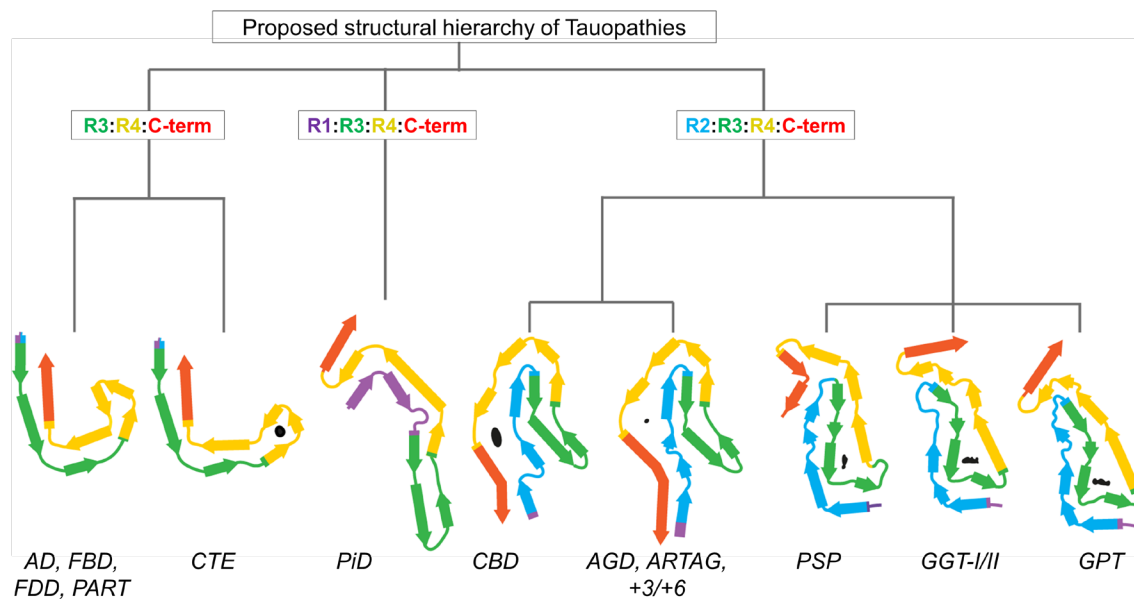 Proposed structural hierarchy of Tauopathies
R3:R4:C-term
R1:R3:R4:C-term
R2:R3:R4:C-term
AD, FBD,
FDD, PART
CTE
PiD
CBD
AGD, ARTAG,
+3/+6
PSP
GGT-I/II
GPT